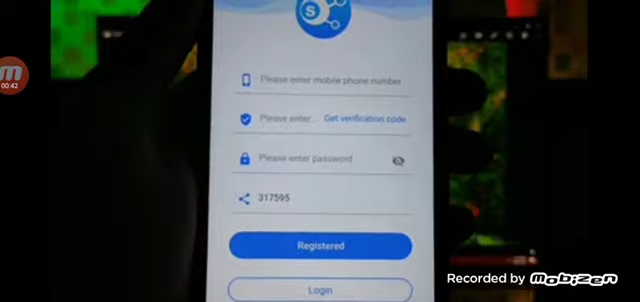 S
Please enter mobile phone number
00:42
Please enter.. Get verification code
Please enter password
317595
Registered
Recorded by Mobizen
Login